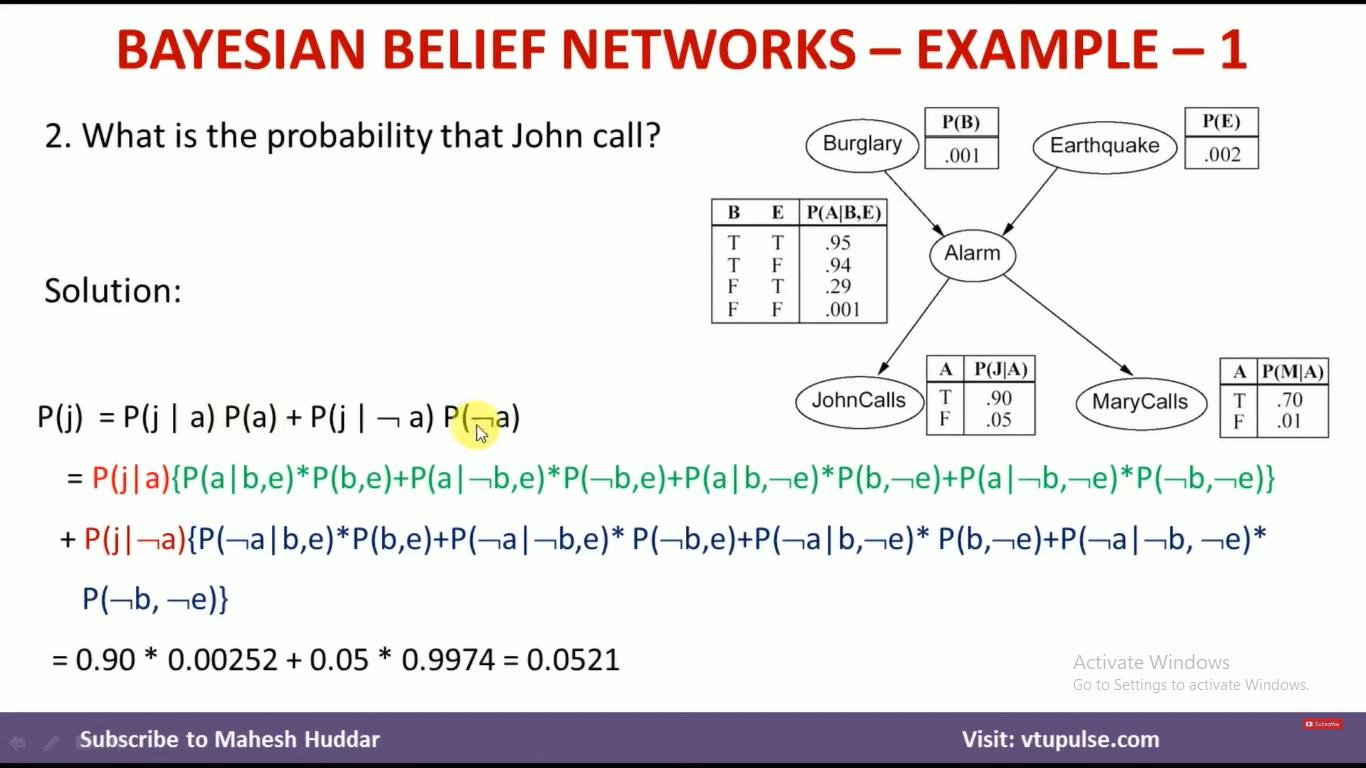 BAYESIAN BELIEF NETWORKS – EXAMPLE – 1
2. What is the probability that John call?
Burglary
P(B)
.001
Earthquake
P(E)
.002
B E P(A|B,E)
T T .95
T F .94
F T .29
F F .001
Alarm
Solution:
JohnCalls
A P(J|A)
T .90
F .05
MaryCalls
A P(M|A)
T .70
F .01
P(j) = P(j | a) P(a) + P(j | ¬ a) P(¬a)
= P(j|a){P(a|b,e)*P(b,e)+P(a|¬b,e)*P(¬b,e)+P(a|b,¬e)*P(b,¬e)+P(a|¬b,¬e)*P(¬b,¬e)}
+ P(j|¬a){P(¬a|b,e)*P(b,e)+P(¬a|¬b,e)* P(¬b,e)+P(¬a|b,¬e)* P(b,¬e)+P(¬a|¬b, ¬e)*
P(¬b, ¬e)}
= 0.90 * 0.00252 + 0.05 * 0.9974 = 0.0521
Activate Windows
Go to Settings to activate Windows.
Subscribe
Subscribe to Mahesh Huddar
Visit: vtupulse.com